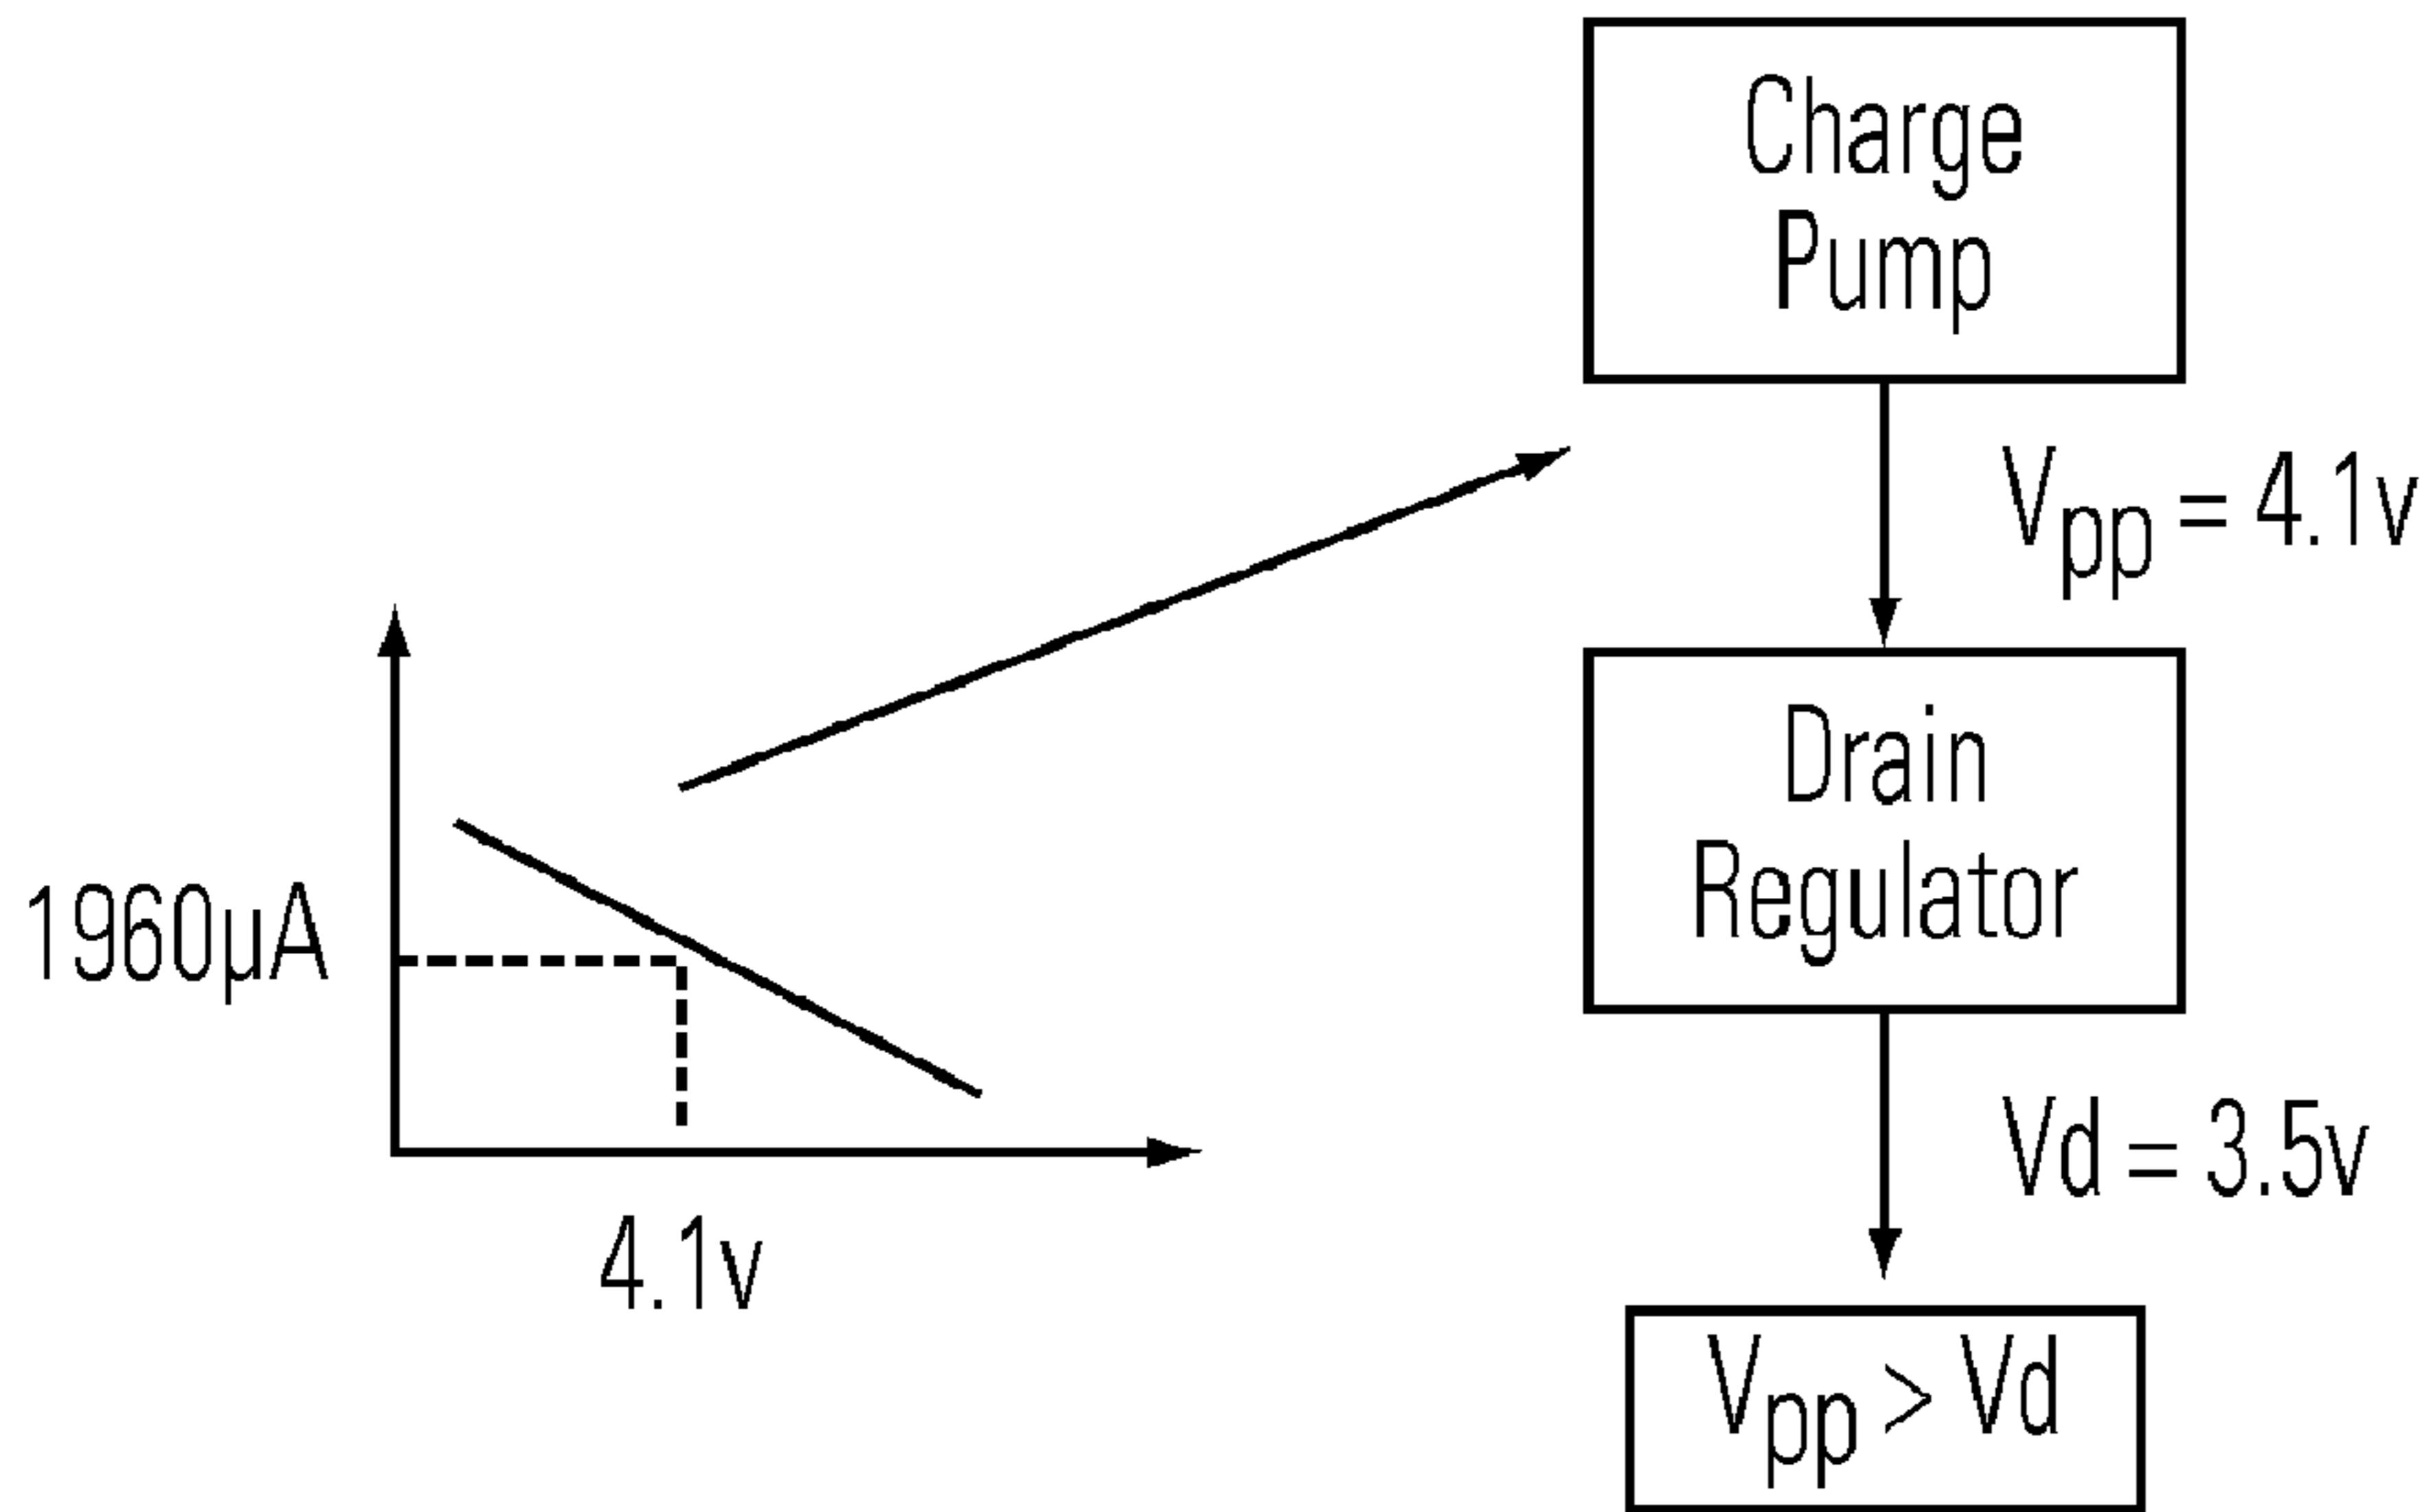 Charge
Pump
Vpp = 4.1v
Drain
Regulator
1960µA
Vd = 3.5v
4.1v
Vpp > Vd